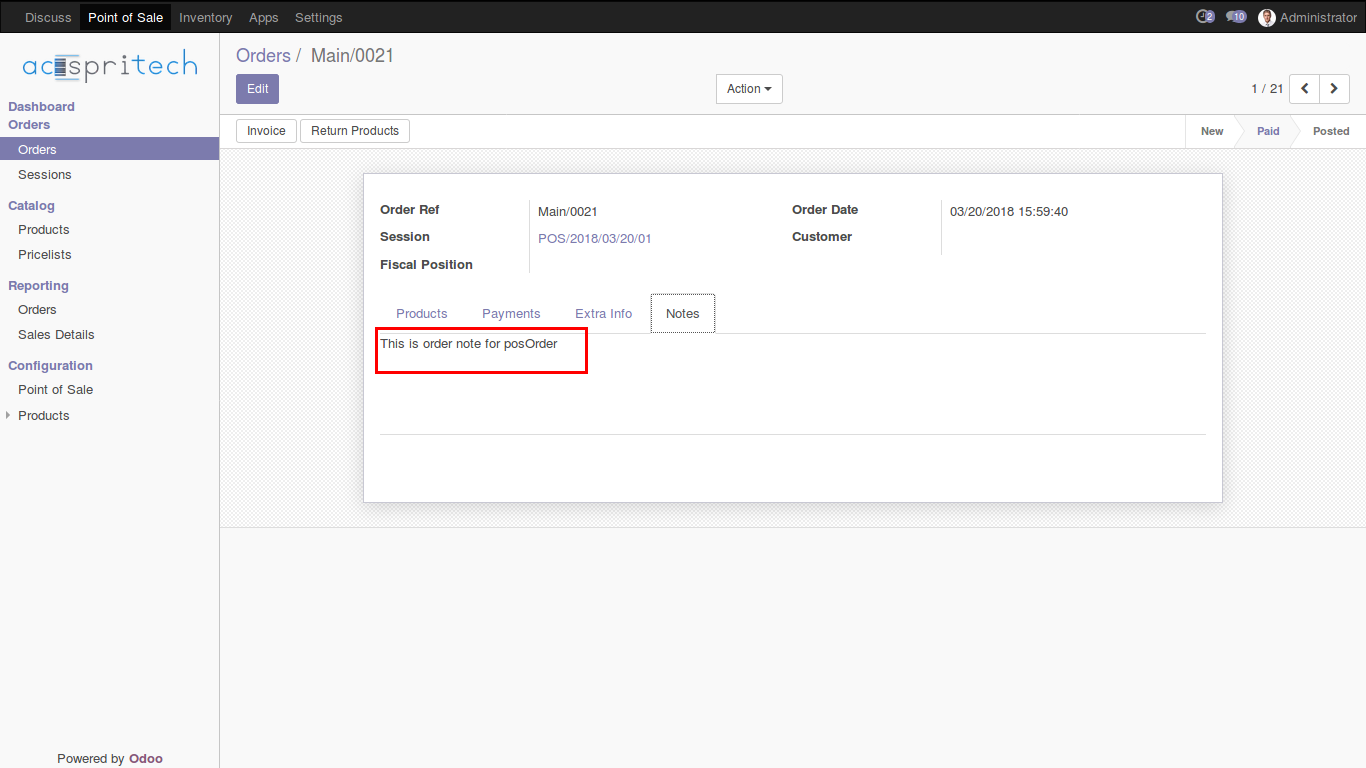 Discuss Point of Sale Inventory Apps Settings 2 10 Administrator
acespritech
Dashboard
Orders
Orders
Sessions
Catalog
Products
Pricelists
Reporting
Orders
Sales Details
Configuration
Point of Sale
Products
Powered by Odoo
Orders / Main/0021
Edit Action 1 / 21
Invoice Return Products New Paid Posted
Order Ref Main/0021 Order Date 03/20/2018 15:59:40
Session POS/2018/03/20/01 Customer
Fiscal Position
Products Payments Extra Info Notes
This is order note for posOrder